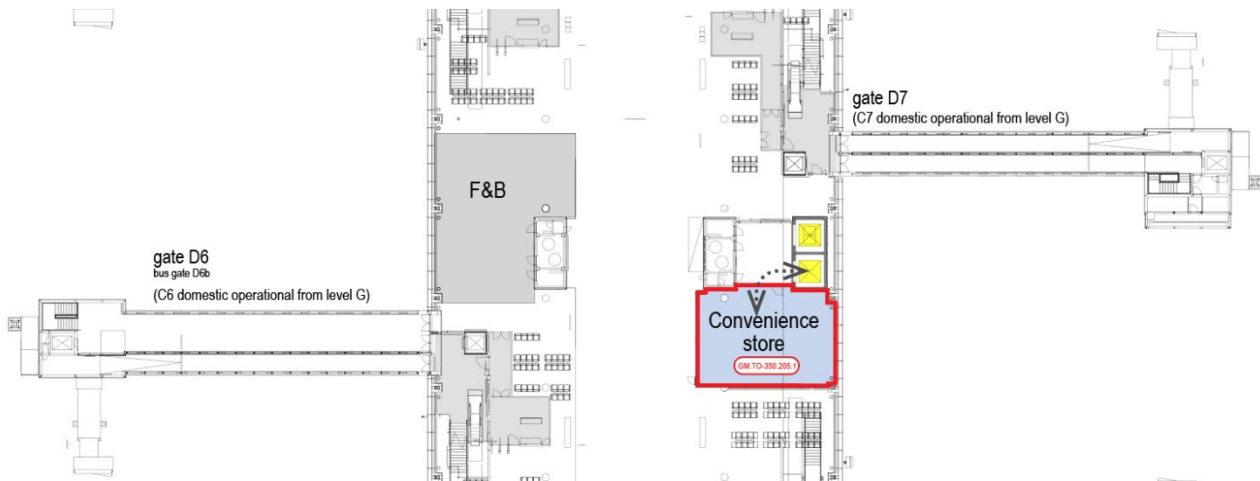 F&B
gate D6
bus gate D6b
(C6 domestic operational from level G)
gate D7
(C7 domestic operational from level G)
Convenience
store
GM.TO-350.205.1